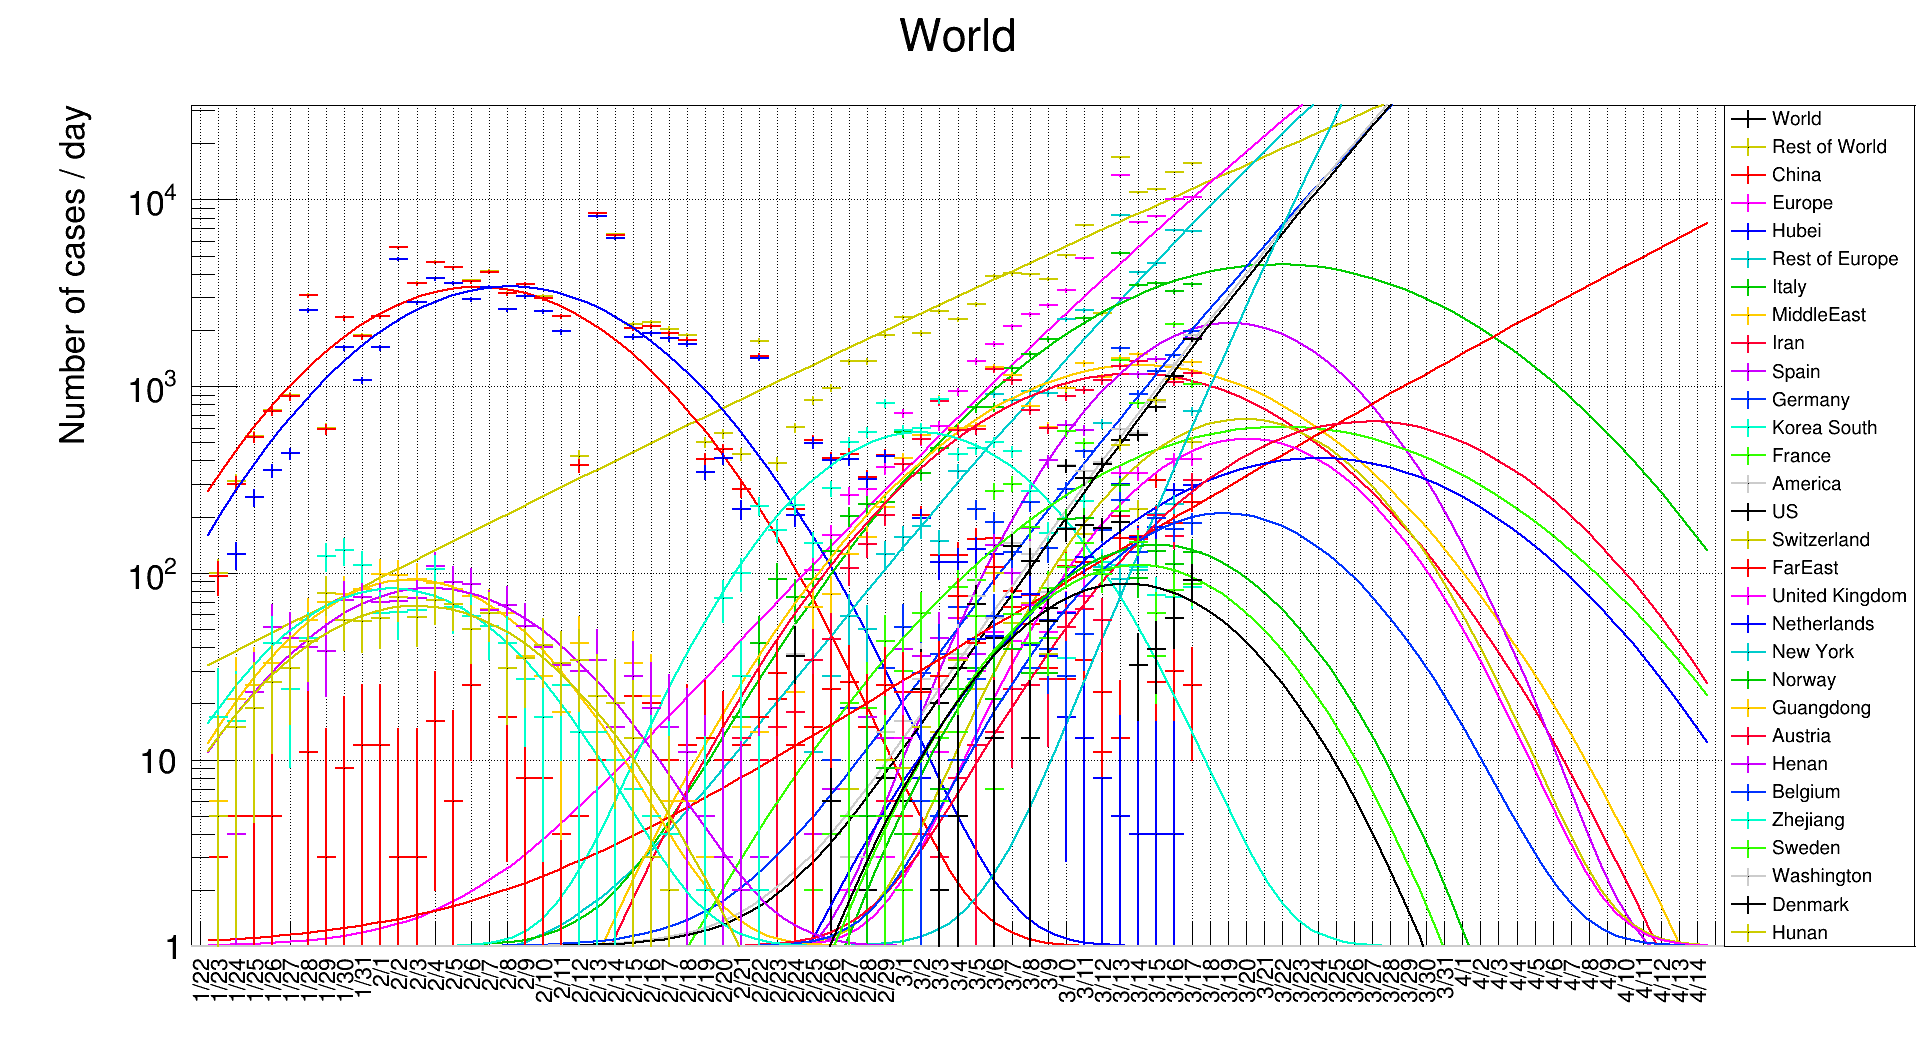 World
Number of cases / day
10⁴
10³
10²
10
1
1/22 1/23 1/24 1/25 1/26 1/27 1/28 1/29 1/30 1/31 2/1 2/2 2/3 2/4 2/5 2/6 2/7 2/8 2/9 2/10 2/11 2/12 2/13 2/14 2/15 2/16 2/17 2/18 2/19 2/20 2/21 2/22 2/23 2/24 2/25 2/26 2/27 2/28 2/29 3/1 3/2 3/3 3/4 3/5 3/6 3/7 3/8 3/9 3/10 3/11 3/12 3/13 3/14 3/15 3/16 3/17 3/18 3/19 3/20 3/21 3/22 3/23 3/24 3/25 3/26 3/27 3/28 3/29 3/30 3/31 4/1 4/2 4/3 4/4 4/5 4/6 4/7 4/8 4/9 4/10 4/11 4/12 4/13 4/14
World
Rest of World
China
Europe
Hubei
Rest of Europe
Italy
MiddleEast
Iran
Spain
Germany
Korea South
France
America
US
Switzerland
FarEast
United Kingdom
Netherlands
New York
Norway
Guangdong
Austria
Henan
Belgium
Zhejiang
Sweden
Washington
Denmark
Hunan